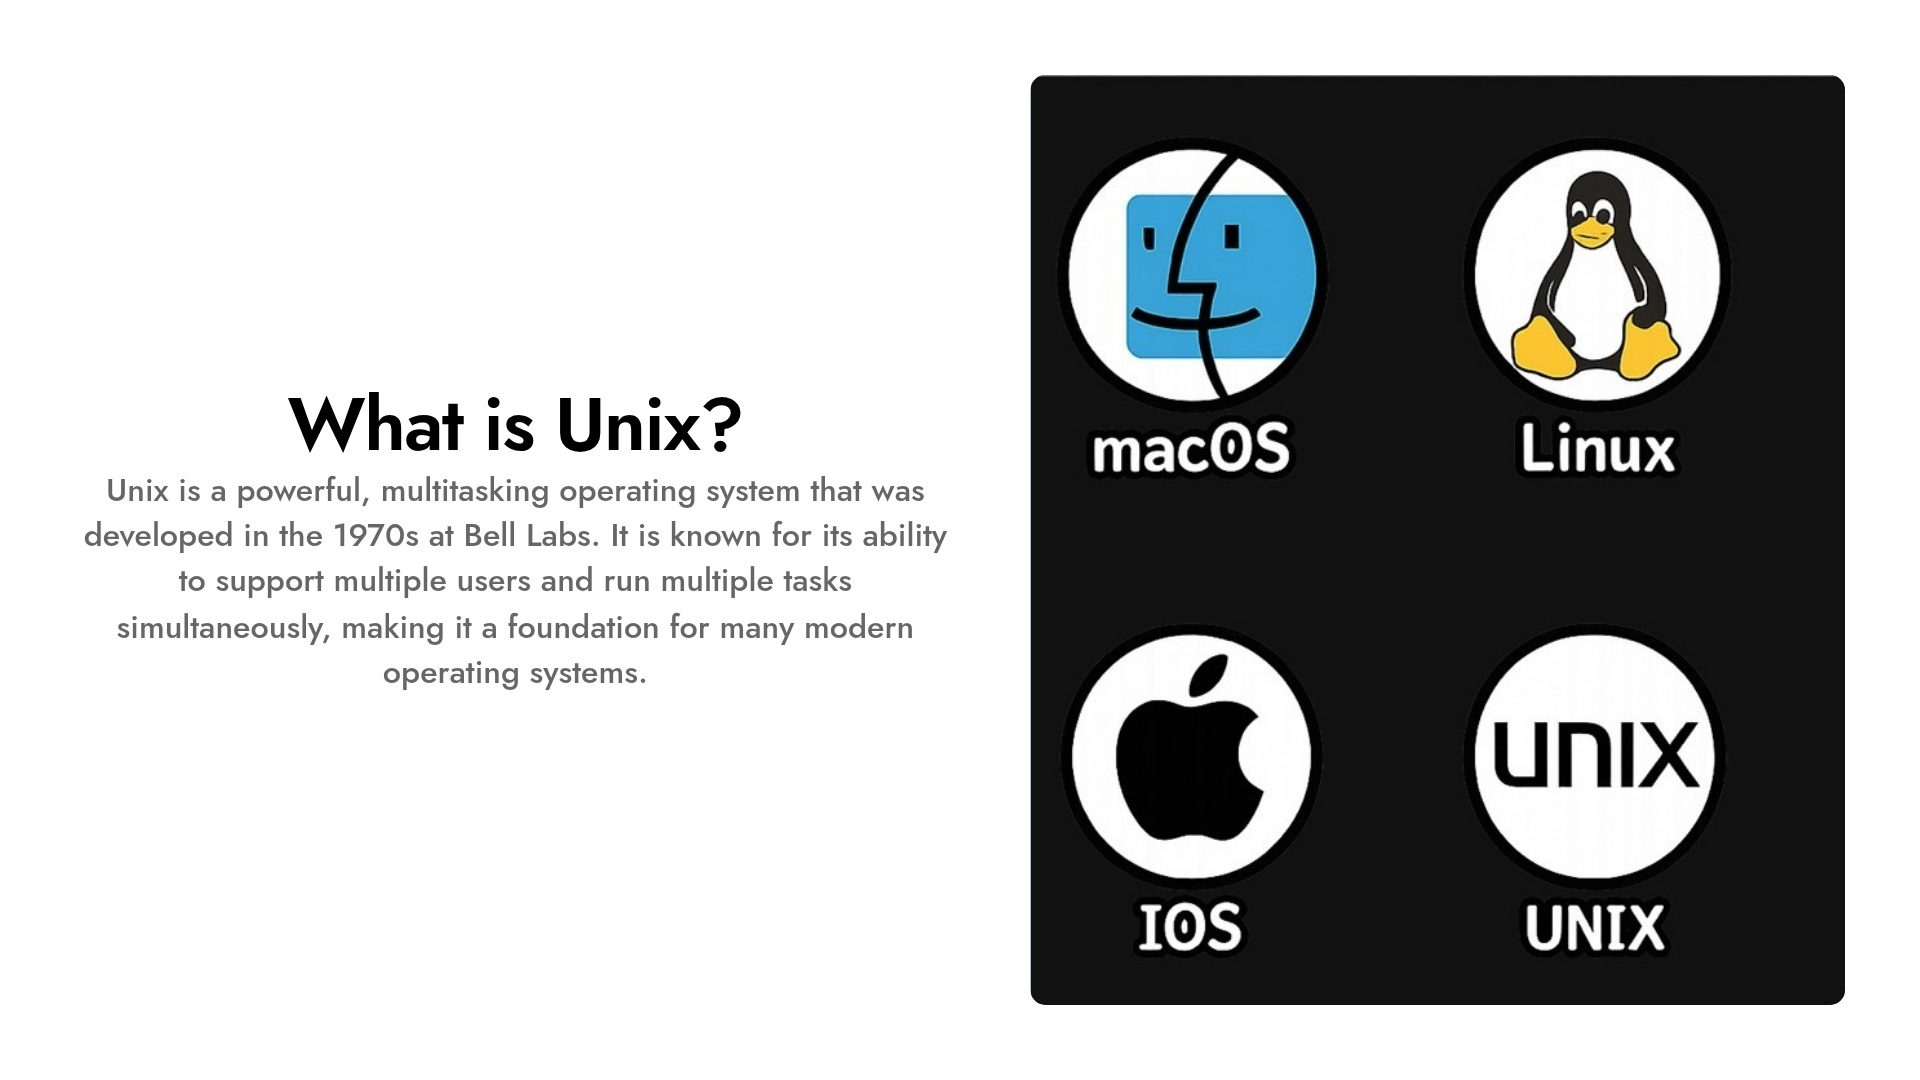 What is Unix?
Unix is a powerful, multitasking operating system that was
developed in the 1970s at Bell Labs. It is known for its ability
to support multiple users and run multiple tasks
simultaneously, making it a foundation for many modern
operating systems.
macOS
Linux
UNIX
IOS
UNIX